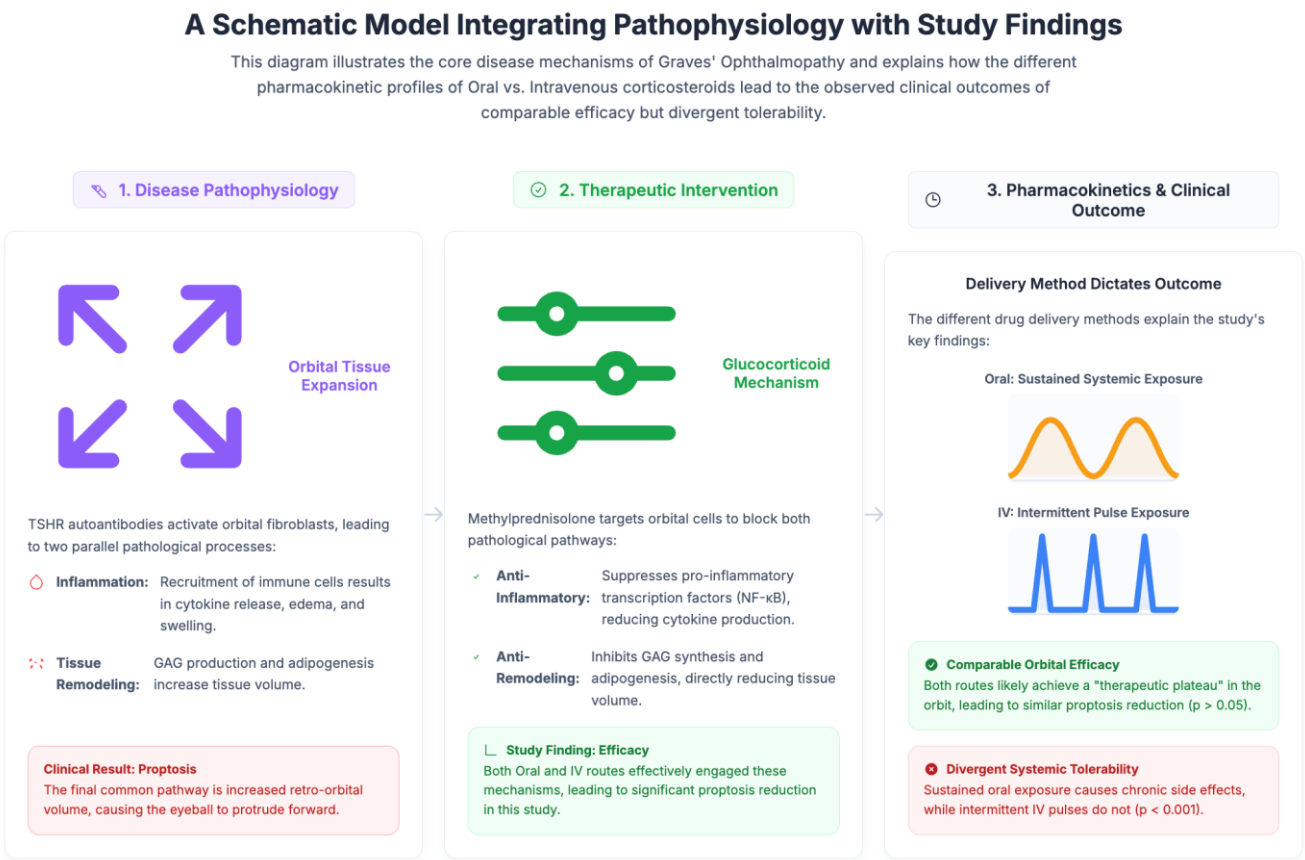 A Schematic Model Integrating Pathophysiology with Study Findings
This diagram illustrates the core disease mechanisms of Graves' Ophthalmopathy and explains how the different
pharmacokinetic profiles of Oral vs. Intravenous corticosteroids lead to the observed clinical outcomes of
comparable efficacy but divergent tolerability.
1. Disease Pathophysiology
Orbital Tissue
Expansion
TSHR autoantibodies activate orbital fibroblasts, leading
to two parallel pathological processes:
Inflammation: Recruitment of immune cells results
in cytokine release, edema, and
swelling.
Tissue GAG production and adipogenesis
Remodeling: increase tissue volume.
Clinical Result: Proptosis
The final common pathway is increased retro-orbital
volume, causing the eyeball to protrude forward.
2. Therapeutic Intervention
Glucocorticoid
Mechanism
Methylprednisolone targets orbital cells to block both
pathological pathways:
Anti- Suppresses pro-inflammatory
Inflammatory: transcription factors (NF-κB),
reducing cytokine production.
Anti- Inhibits GAG synthesis and
Remodeling: adipogenesis, directly reducing tissue
volume.
Study Finding: Efficacy
Both Oral and IV routes effectively engaged these
mechanisms, leading to significant proptosis reduction
in this study.
3. Pharmacokinetics & Clinical
Outcome
Delivery Method Dictates Outcome
The different drug delivery methods explain the study's
key findings:
Oral: Sustained Systemic Exposure
IV: Intermittent Pulse Exposure
Comparable Orbital Efficacy
Both routes likely achieve a "therapeutic plateau" in the
orbit, leading to similar proptosis reduction (p > 0.05).
Divergent Systemic Tolerability
Sustained oral exposure causes chronic side effects,
while intermittent IV pulses do not (p < 0.001).